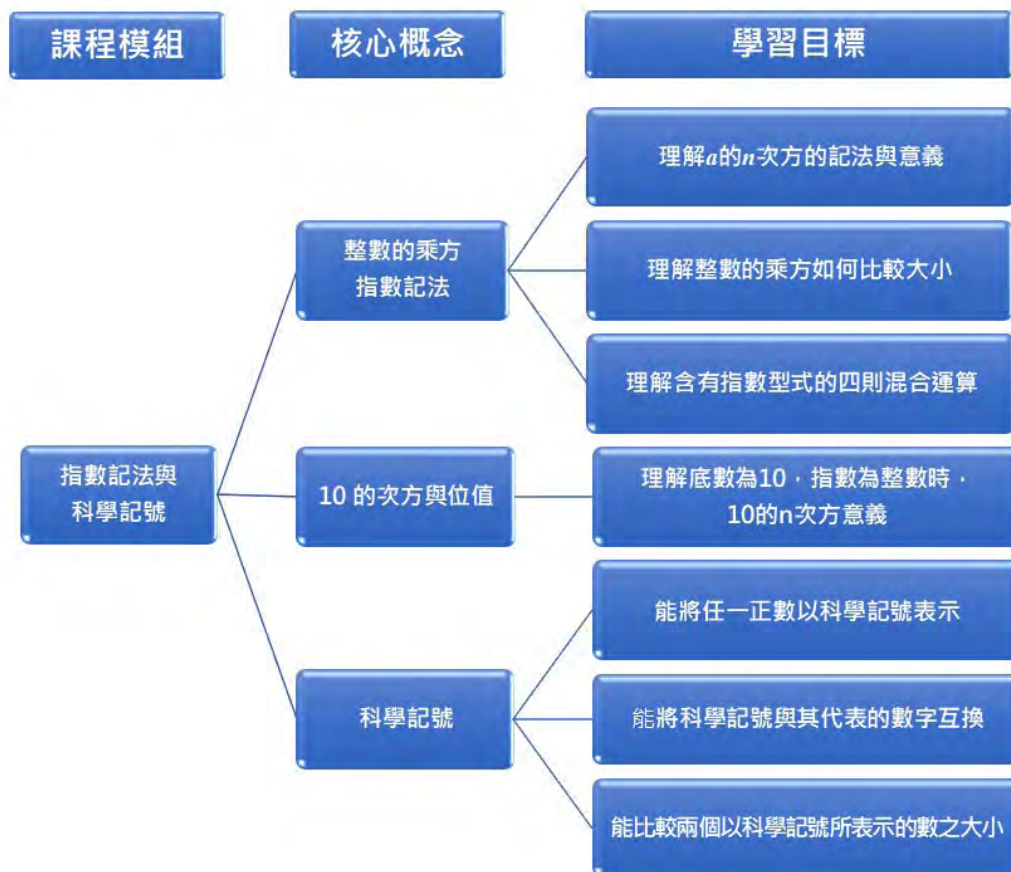 課程模組
核心概念
學習目標
指數記法與
科學記號
整數的乘方
指數記法
理解a的n次方的記法與意義
理解整數的乘方如何比較大小
理解含有指數型式的四則混合運算
10 的次方與位值
理解底數為10，指數為整數時，
10的n次方意義
科學記號
能將任一正數以科學記號表示
能將科學記號與其代表的數字互換
能比較兩個以科學記號所表示的數之大小